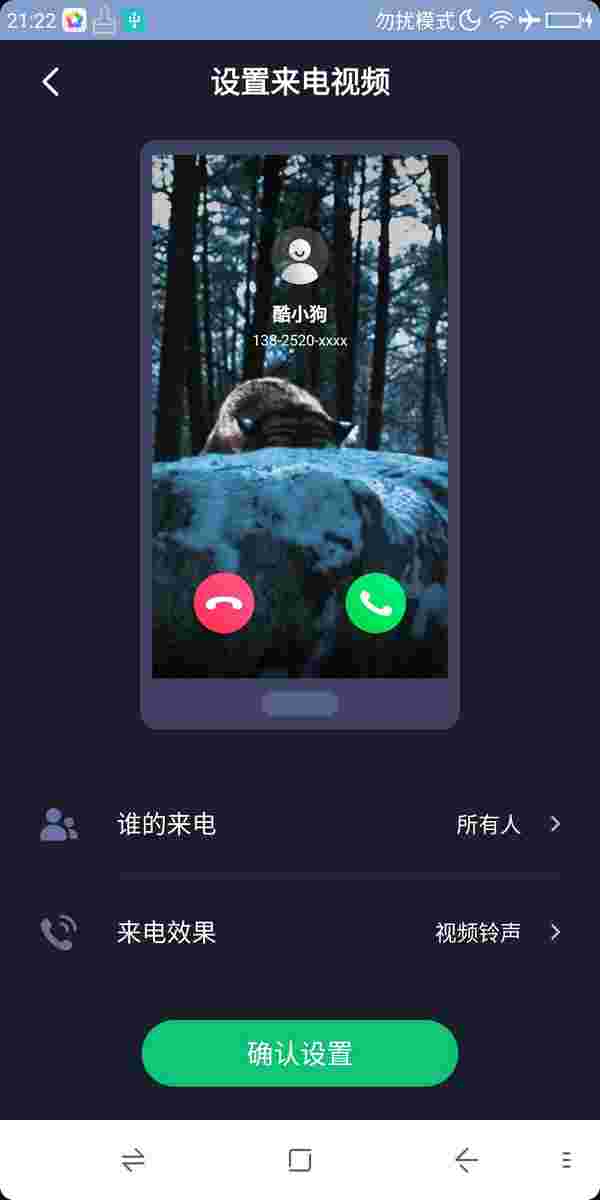 21:22 勿扰模式
设置来电视频
酷小狗
138-2520-xxxx
谁的来电 所有人
来电效果 视频铃声
确认设置